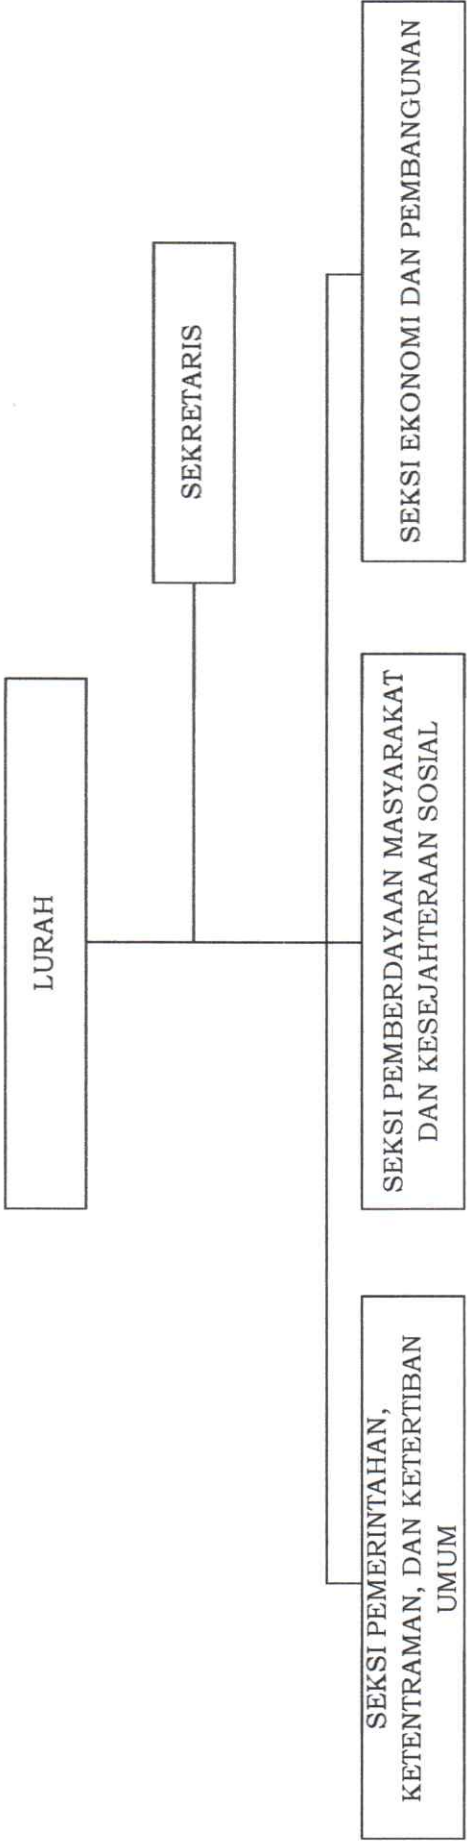 LURAH
SEKRETARIS
SEKSI PEMERINTAHAN,
KETENTRAMAN, DAN KETERTIBAN
UMUM
SEKSI PEMBERDAYAAN MASYARAKAT
DAN KESEJAHTERAAN SOSIAL
SEKSI EKONOMI DAN PEMBANGUNAN